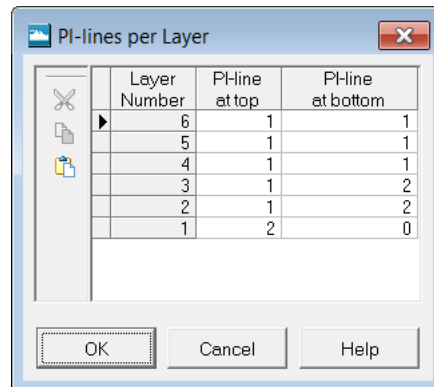 PI-lines per Layer
Layer Number PI-line at top PI-line at bottom
6 1 1
5 1 1
4 1 1
3 1 2
2 1 2
1 2 0
OK Cancel Help